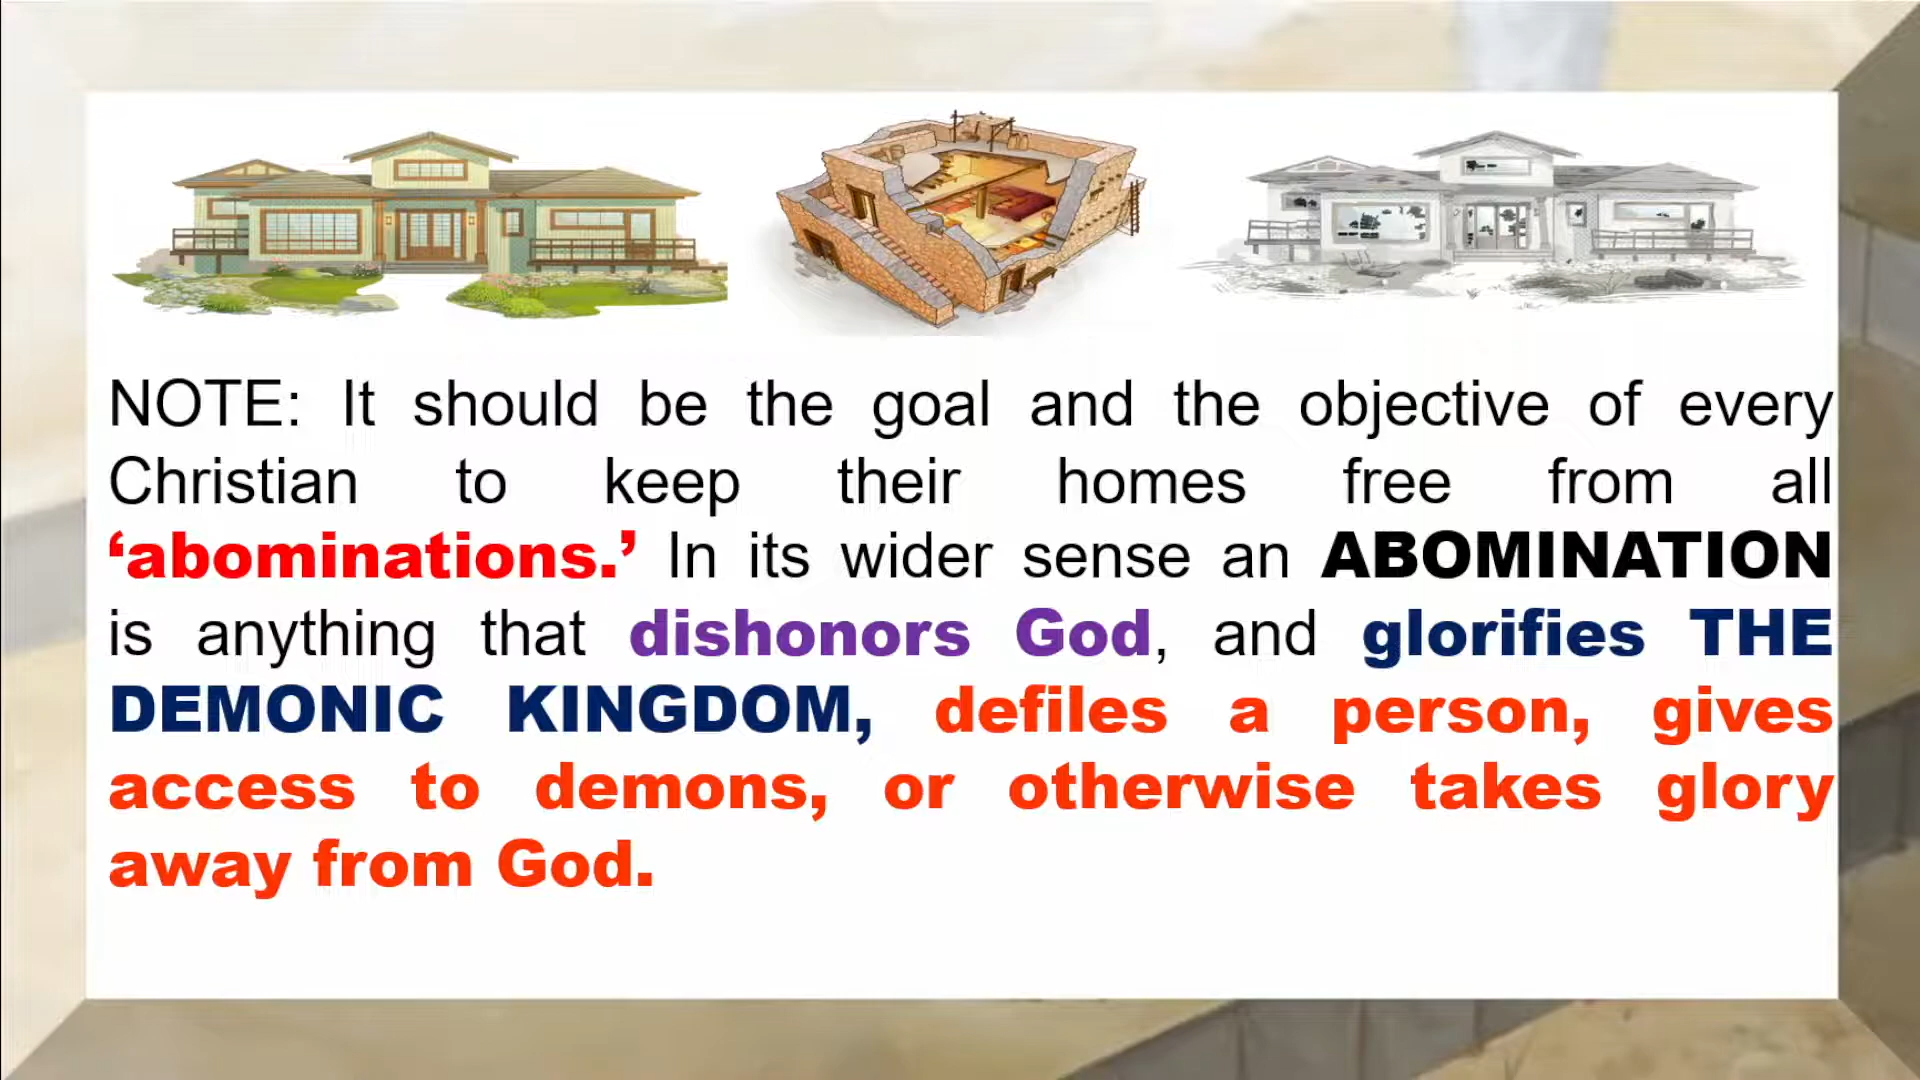 NOTE: It should be the goal and the objective of every
Christian to keep their homes free from all
‘abominations.’ In its wider sense an ABOMINATION
is anything that dishonors God, and glorifies THE
DEMONIC KINGDOM, defiles a person, gives
access to demons, or otherwise takes glory
away from God.